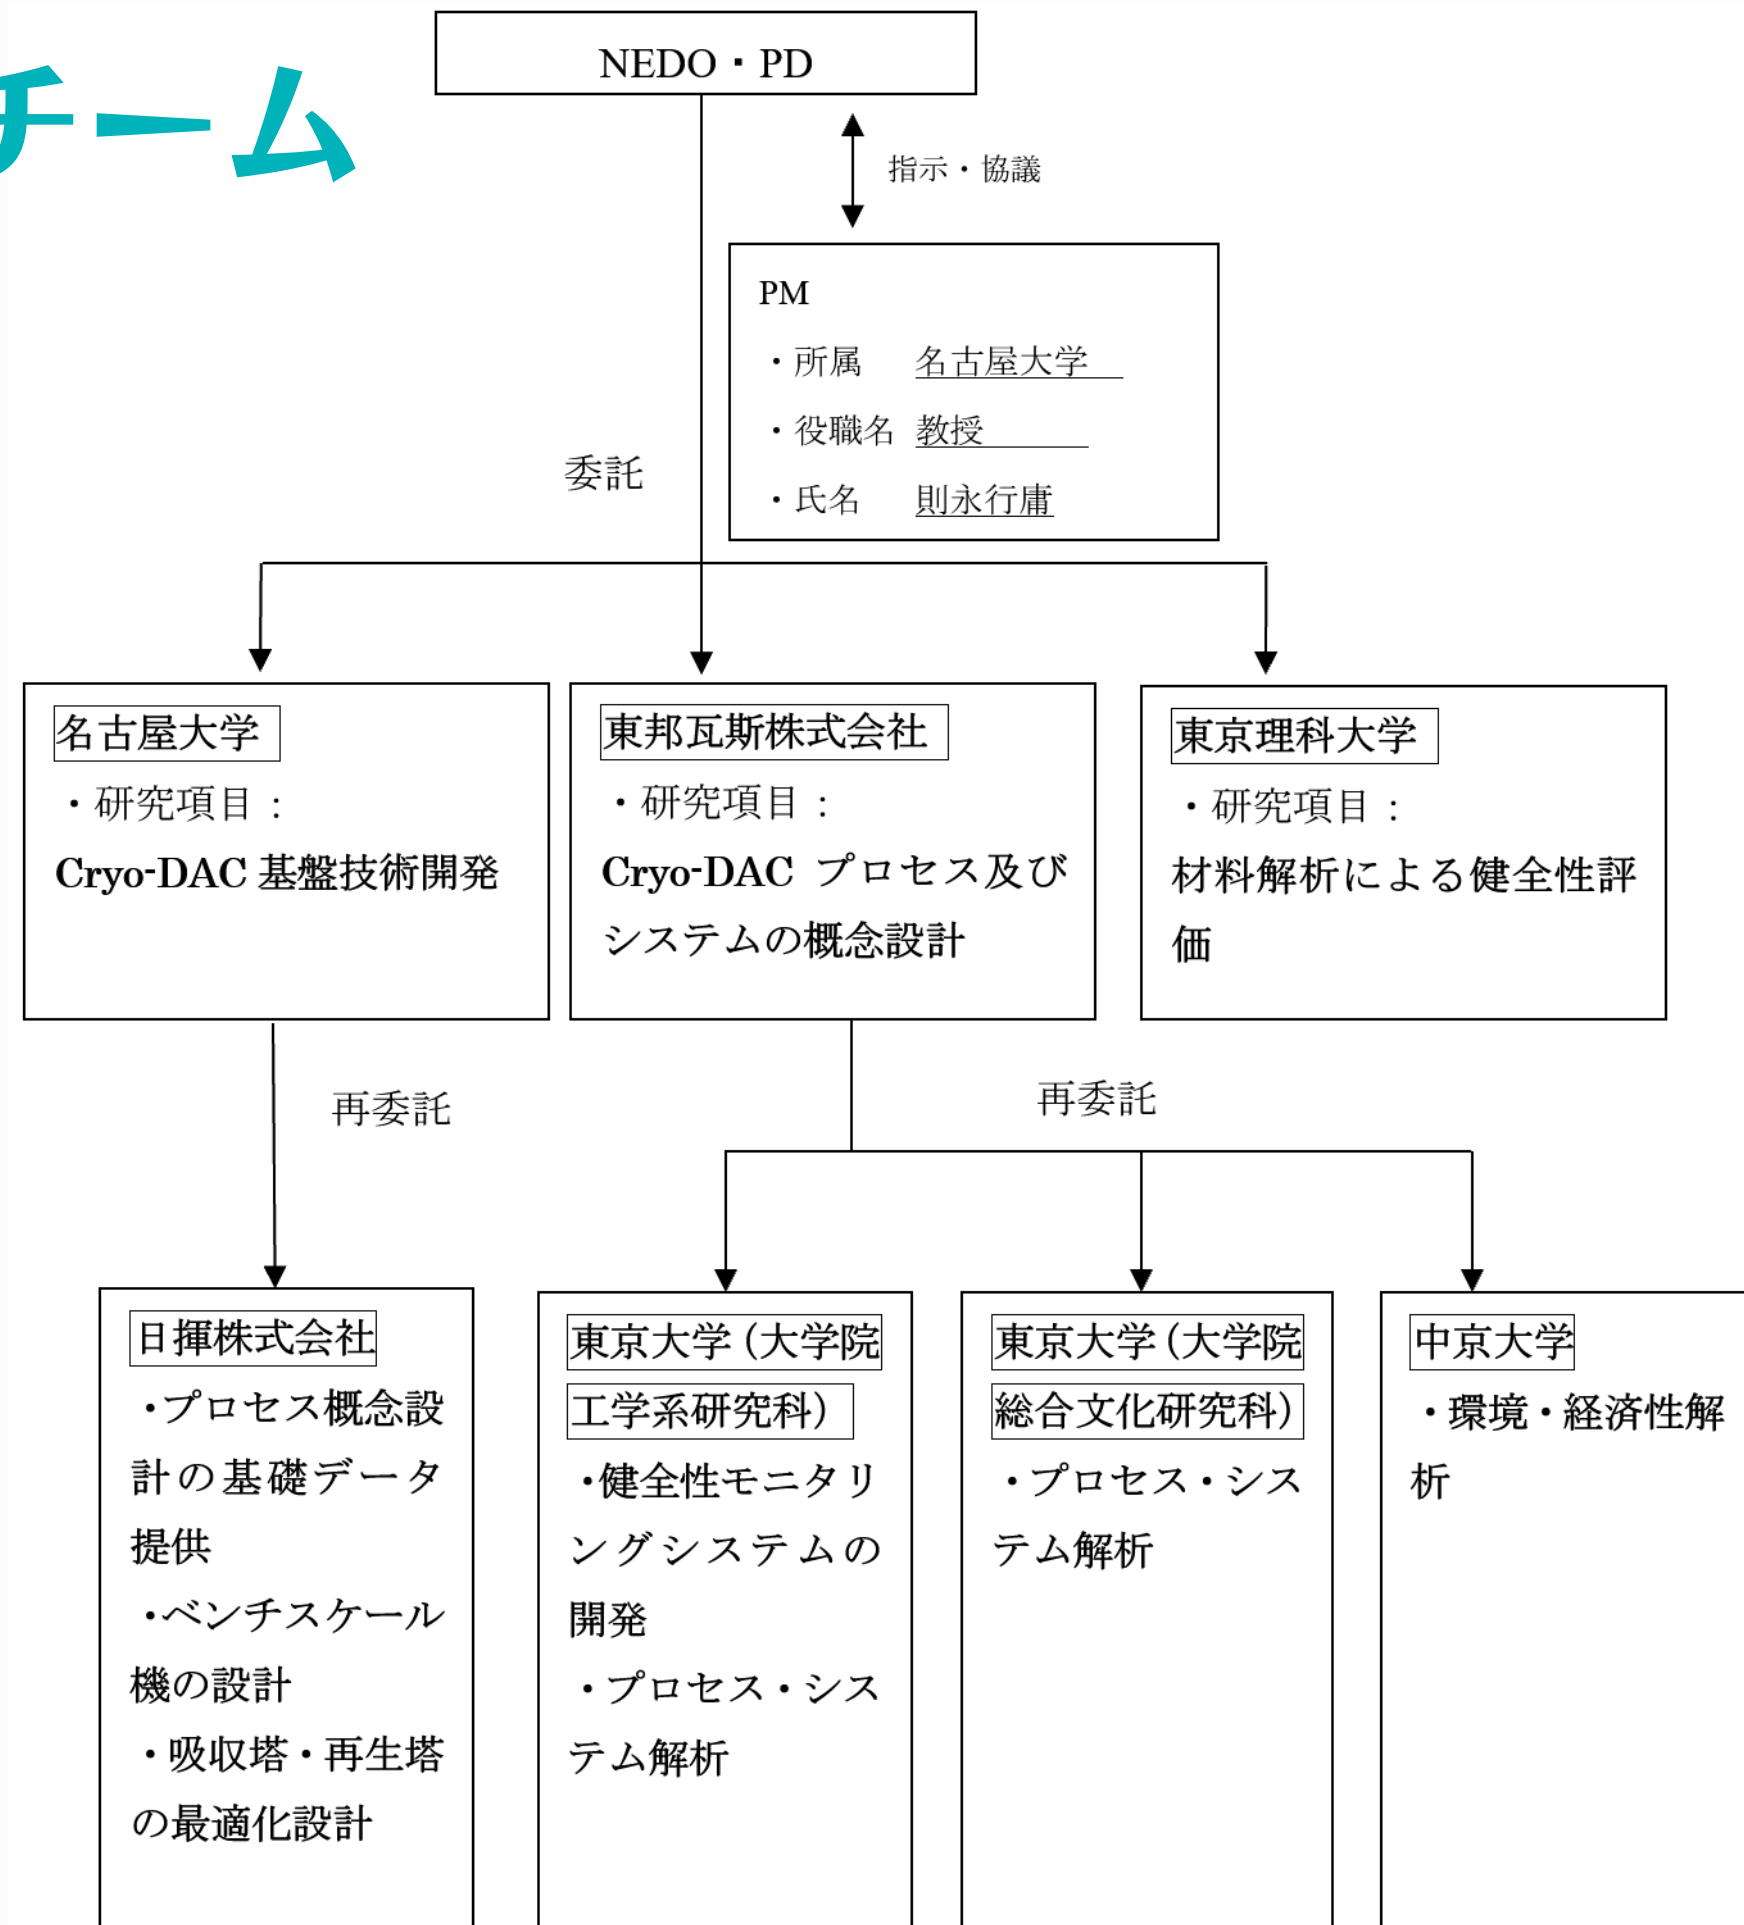 チーム
NEDO・PD
指示・協議
PM
・所属 名古屋大学
・役職名 教授
・氏名 則永行庸
委託
名古屋大学
・研究項目：
Cryo-DAC 基盤技術開発
東邦瓦斯株式会社
・研究項目：
Cryo-DAC プロセス及び
システムの概念設計
東京理科大学
・研究項目：
材料解析による健全性評
価
再委託
再委託
日揮株式会社
・プロセス概念設
計の基礎データ
提供
・ベンチスケール
機の設計
・吸収塔・再生塔
の最適化設計
東京大学（大学院
工学系研究科）
・健全性モニタリ
ングシステムの
開発
・プロセス・シス
テム解析
東京大学（大学院
総合文化研究科）
・プロセス・シス
テム解析
中京大学
・環境・経済性解
析